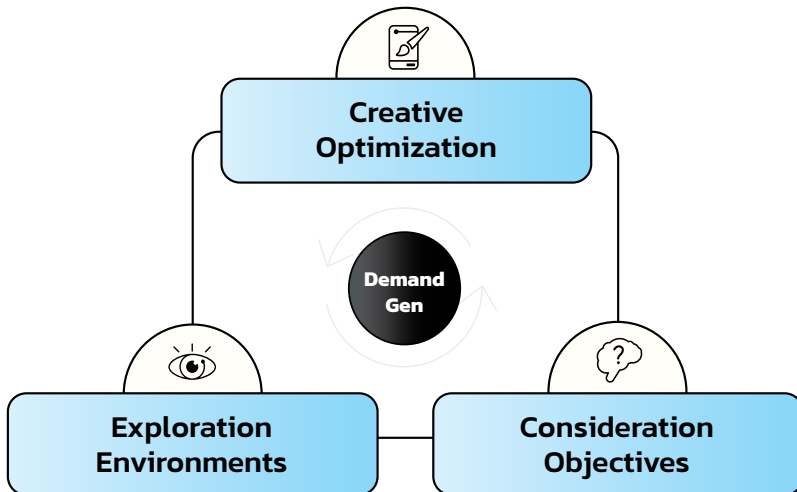 Creative
Optimization
Demand
Gen
?
Exploration
Environments
Consideration
Objectives